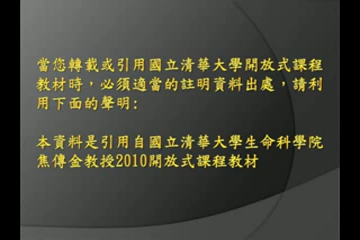 當您轉載或引用國立清華大學開放式課程
教材時，必須適當的註明資料出處，請利
用下面的聲明:
本資料是引用自國立清華大學生命科學院
焦傳金教授2010開放式課程教材